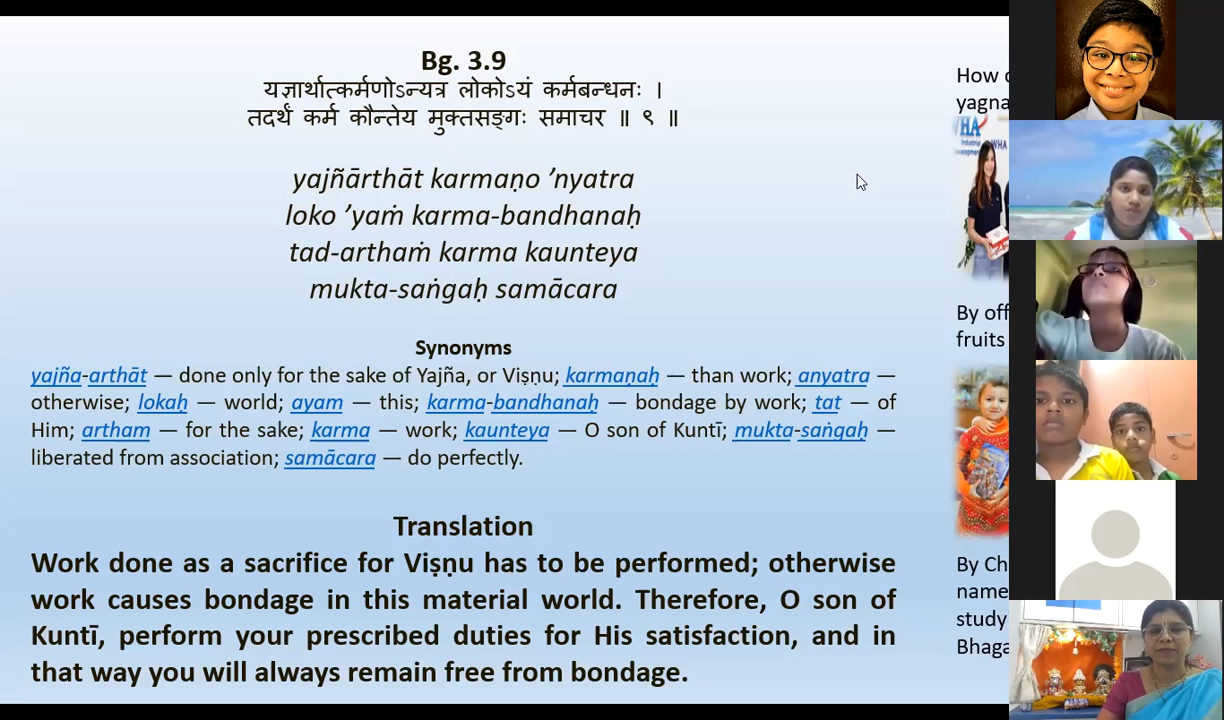 Bg. 3.9
यज्ञार्थात्कर्मणोऽन्यत्र लोकोऽयं कर्मबन्धनः ।
तदर्थं कर्म कौन्तेय मुक्तसङ्गः समाचर ॥ ९ ॥
yajñārthāt karmaṇo ’nyatra
loko ’yaṁ karma-bandhanaḥ
tad-arthaṁ karma kaunteya
mukta-saṅgaḥ samācara
Synonyms
yajña-arthāt — done only for the sake of Yajña, or Viṣṇu; karmaṇaḥ — than work; anyatra —
otherwise; lokaḥ — world; ayam — this; karma-bandhanaḥ — bondage by work; tat — of
Him; artham — for the sake; karma — work; kaunteya — O son of Kuntī; mukta-saṅgaḥ —
liberated from association; samācara — do perfectly.
Translation
Work done as a sacrifice for Viṣṇu has to be performed; otherwise
work causes bondage in this material world. Therefore, O son of
Kuntī, perform your prescribed duties for His satisfaction, and in
that way you will always remain free from bondage.
How
yagna
WHA
By
fruits
By
name
study